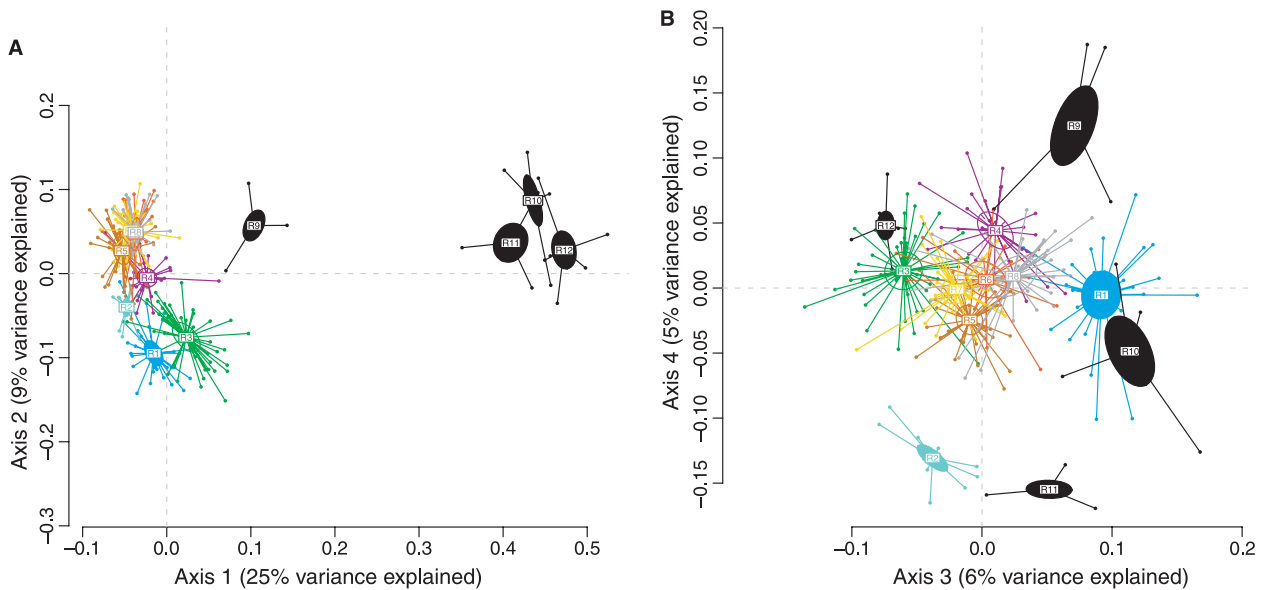 A
Axis 2 (9% variance explained)
0.2
0.1
0.0
−0.1
−0.2
−0.3
−0.1
0.0
0.1
0.2
0.3
0.4
0.5
Axis 1 (25% variance explained)
R8
R5
R4
R2
R1
R3
R9
R10
R11
R12
B
Axis 4 (5% variance explained)
0.20
0.15
0.10
0.05
0.00
−0.05
−0.10
−0.15
−0.1
0.0
0.1
0.2
Axis 3 (6% variance explained)
R9
R12
R4
R3
R6
R8
R7
R1
R5
R10
R2
R11